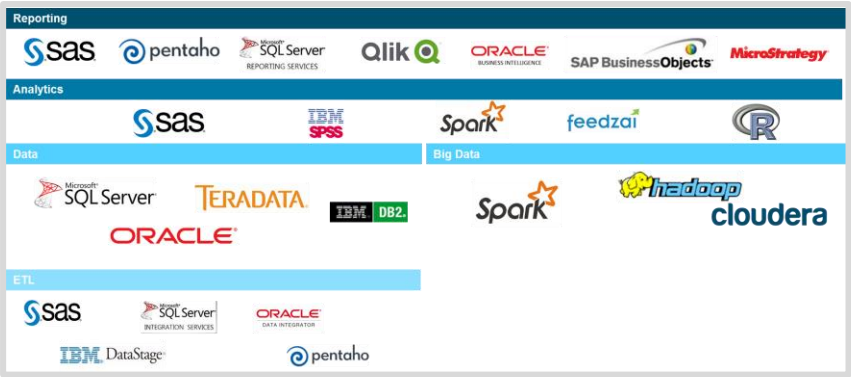 Reporting
sas pentaho Microsoft SQL Server REPORTING SERVICES Qlik Q ORACLE BUSINESS INTELLIGENCE SAP BusinessObjects MicroStrategy
Analytics
sas IBM SPSS Spark feedzai R
Data
Microsoft SQL Server TERADATA IBM DB2.
ORACLE
Big Data
Spark hadoop
cloudera
ETL
sas Microsoft SQL Server INTEGRATION SERVICES ORACLE DATA INTEGRATOR
IBM DataStage pentaho